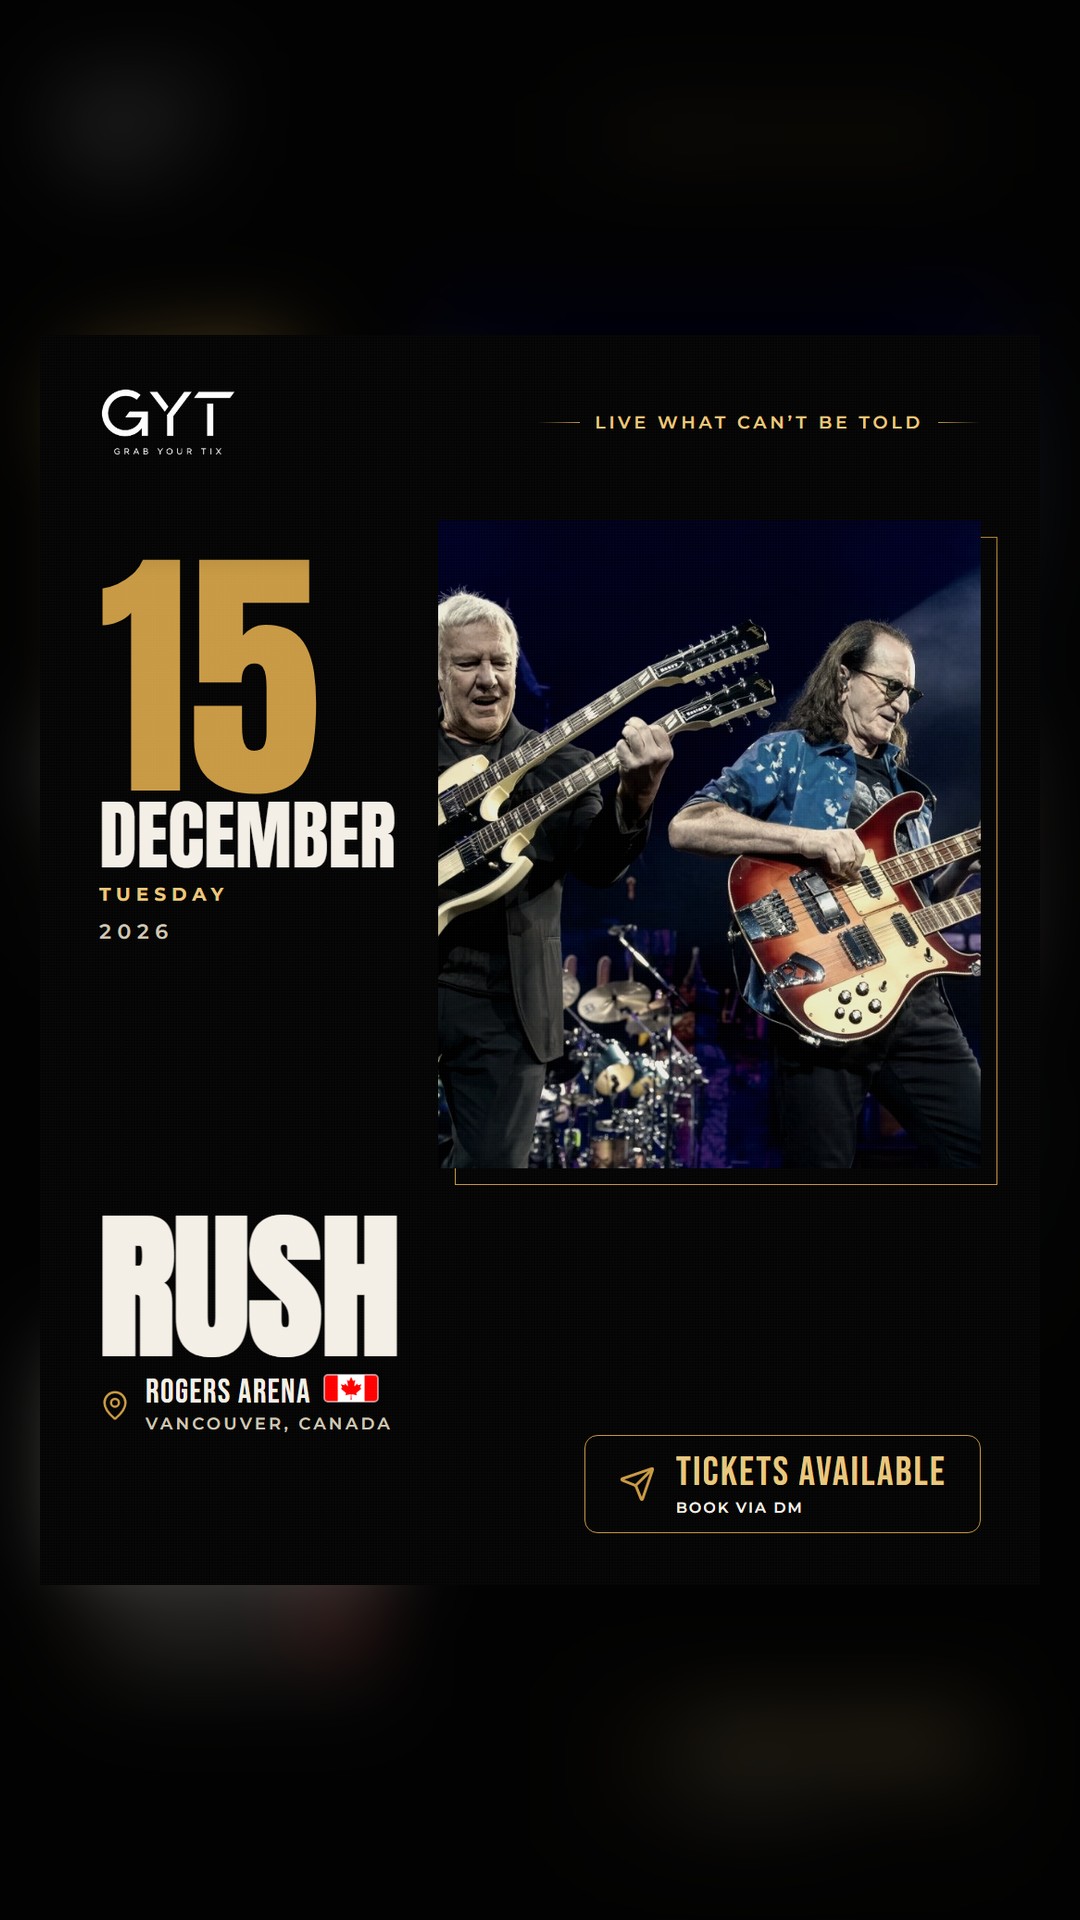 GYT
GRAB YOUR TIX
LIVE WHAT CAN’T BE TOLD
15
DECEMBER
TUESDAY
2026
RUSH
ROGERS ARENA
VANCOUVER, CANADA
TICKETS AVAILABLE
BOOK VIA DM